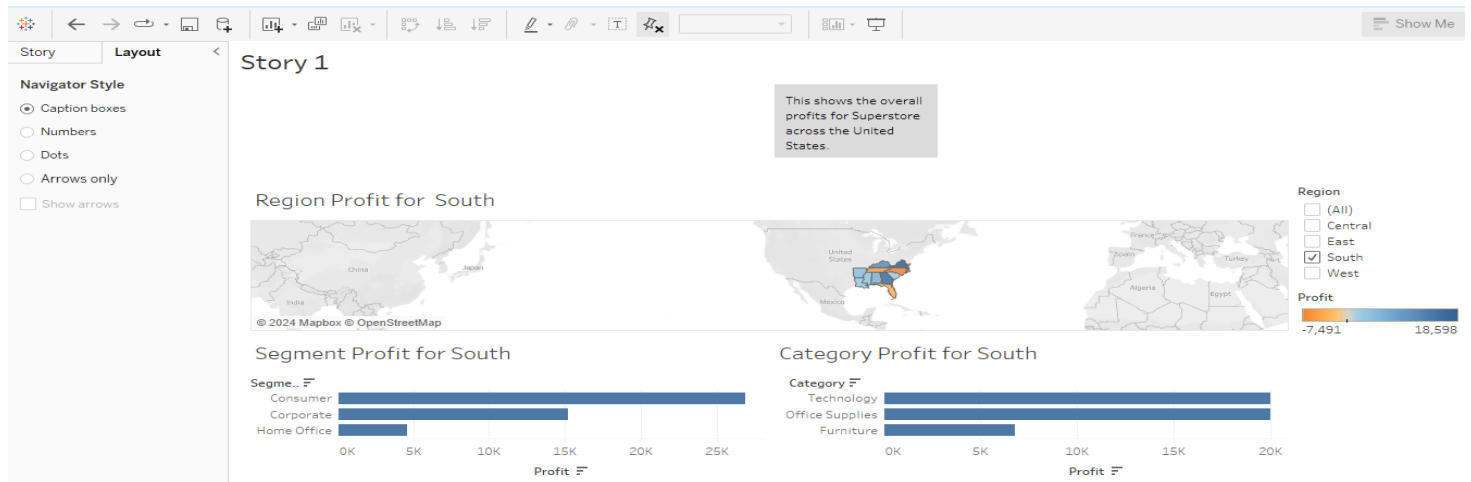 Show Me
Story
Layout
Story 1
Navigator Style
Caption boxes
Numbers
Dots
Arrows only
Show arrows
This shows the overall
profits for Superstore
across the United
States.
Region Profit for South
China
Japan
India
United
States
Mexico
France
Spain
Turkey
Algeria
Egypt
© 2024 Mapbox © OpenStreetMap
Region
(All)
Central
East
South
West
Profit
-7,491
18,598
Segment Profit for South
Segme..
Consumer
Corporate
Home Office
0K 5K 10K 15K 20K 25K
Profit
Category Profit for South
Category
Technology
Office Supplies
Furniture
0K 5K 10K 15K 20K
Profit